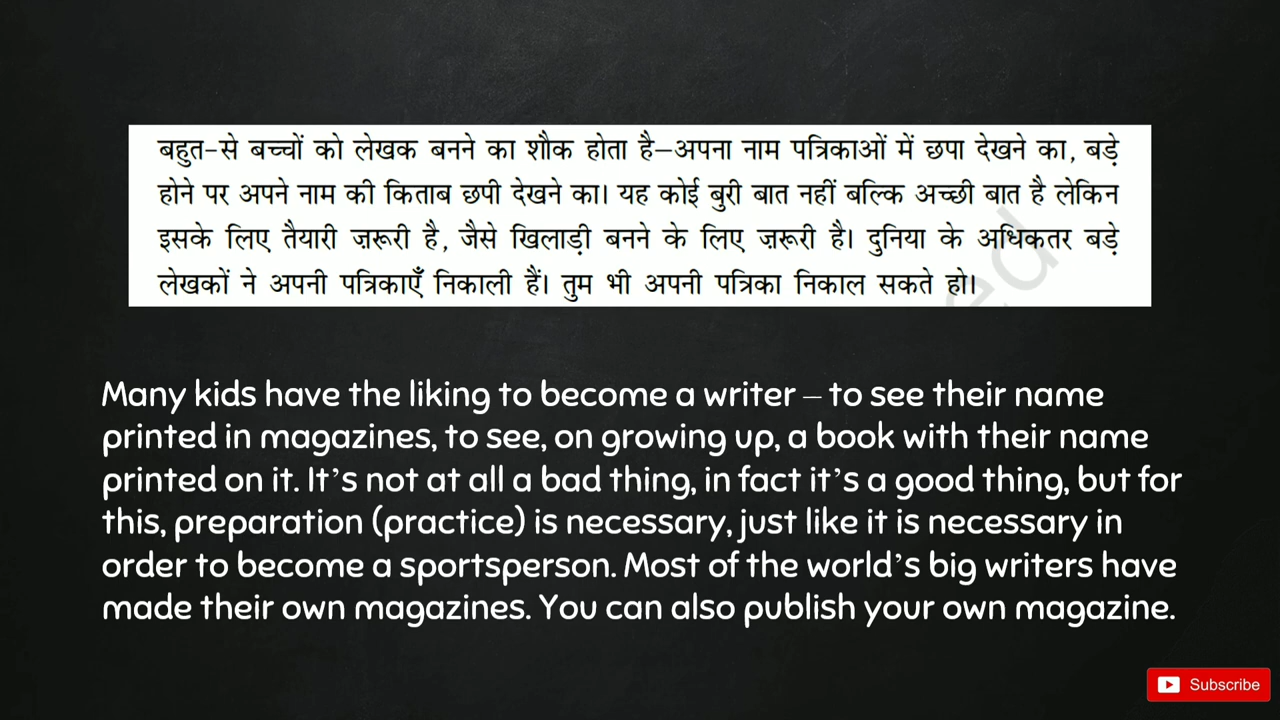 बहुत-से बच्चों को लेखक बनने का शौक होता है—अपना नाम पत्रिकाओं में छपा देखने का, बड़े
होने पर अपने नाम की किताब छपी देखने का। यह कोई बुरी बात नहीं बल्कि अच्छी बात है लेकिन
इसके लिए तैयारी ज़रूरी है, जैसे खिलाड़ी बनने के लिए ज़रूरी है। दुनिया के अधिकतर बड़े
लेखकों ने अपनी पत्रिकाएँ निकाली हैं। तुम भी अपनी पत्रिका निकाल सकते हो।
Many kids have the liking to become a writer – to see their name
printed in magazines, to see, on growing up, a book with their name
printed on it. It’s not at all a bad thing, in fact it’s a good thing, but for
this, preparation (practice) is necessary, just like it is necessary in
order to become a sportsperson. Most of the world’s big writers have
made their own magazines. You can also publish your own magazine.
Subscribe